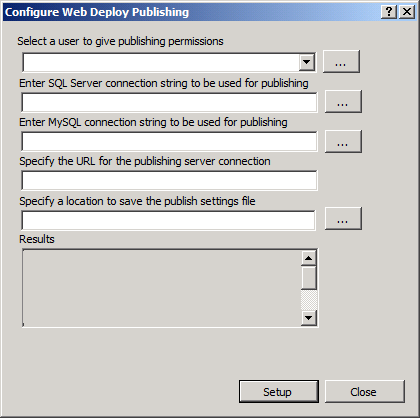 Configure Web Deploy Publishing
Select a user to give publishing permissions
...
Enter SQL Server connection string to be used for publishing
...
Enter MySQL connection string to be used for publishing
...
Specify the URL for the publishing server connection
Specify a location to save the publish settings file
...
Results
Setup Close